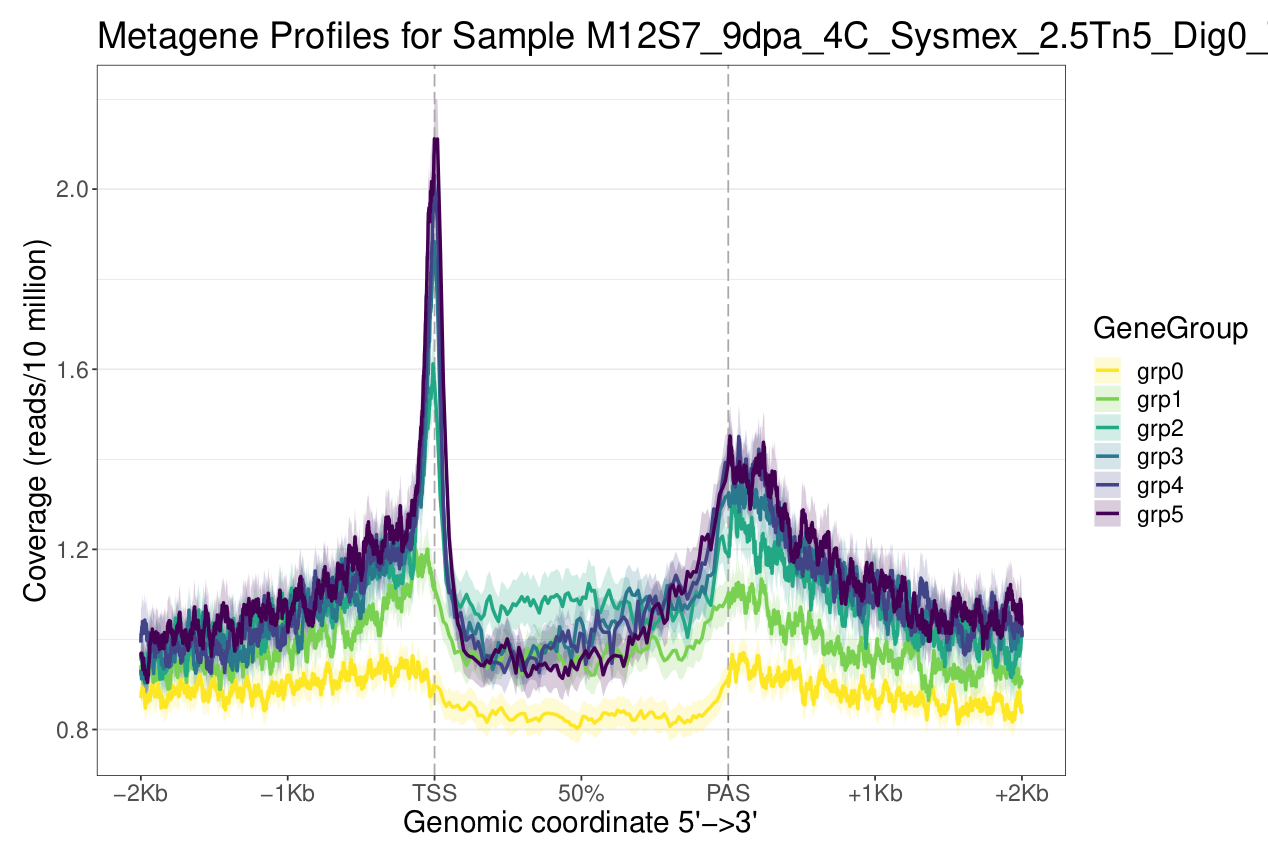 Metagene Profiles for Sample M12S7_9dpa_4C_Sysmex_2.5Tn5_Dig0_
Coverage (reads/10 million)
2.0
1.6
1.2
0.8
−2Kb −1Kb TSS 50% PAS +1Kb +2Kb
Genomic coordinate 5'−>3'
GeneGroup
grp0
grp1
grp2
grp3
grp4
grp5